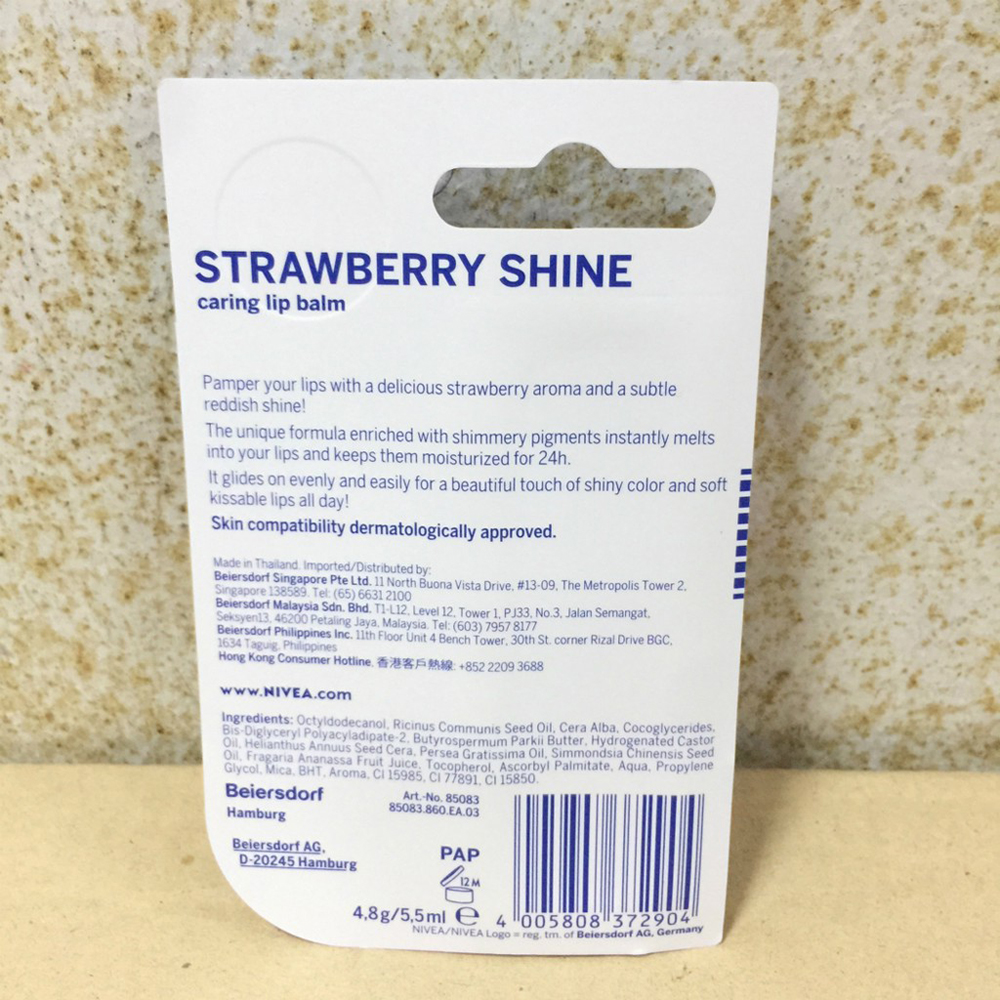 STRAWBERRY SHINE
caring lip balm
Pamper your lips with a delicious strawberry aroma and a subtle
reddish shine!
The unique formula enriched with shimmery pigments instantly melts
into your lips and keeps them moisturized for 24h.
It glides on evenly and easily for a beautiful touch of shiny color and soft
kissable lips all day!
Skin compatibility dermatologically approved.
Made in Thailand. Imported/Distributed by:
Beiersdorf Singapore Pte Ltd. 11 North Buona Vista Drive, #13-09, The Metropolis Tower 2,
Singapore 138589. Tel: (65) 6631 2100
Beiersdorf Malaysia Sdn. Bhd. T1-L12, Level 12, Tower 1, PJ33, No.3, Jalan Semangat,
Seksyen13, 46200 Petaling Jaya, Malaysia. Tel: (603) 7957 8177
Beiersdorf Philippines Inc. 11th Floor Unit 4 Bench Tower, 30th St. corner Rizal Drive BGC,
1634 Taguig, Philippines
Hong Kong Consumer Hotline. 香港客戶熱線: +852 2209 3688
www.NIVEA.com
Ingredients: Octyldodecanol, Ricinus Communis Seed Oil, Cera Alba, Cocoglycerides,
Bis-Diglyceryl Polyacyladipate-2, Butyrospermum Parkii Butter, Hydrogenated Castor
Oil, Helianthus Annuus Seed Cera, Persea Gratissima Oil, Simmondsia Chinensis Seed
Oil, Fragaria Ananassa Fruit Juice, Tocopherol, Ascorbyl Palmitate, Aqua, Propylene
Glycol, Mica, BHT, Aroma, CI 15985, CI 77891, CI 15850.
Beiersdorf
Hamburg
Art.-No. 85083
85083.860.EA.03
Beiersdorf AG,
D-20245 Hamburg
PAP
12M
4,8g/5,5ml e
4 005808 372904
NIVEA/NIVEA Logo = reg. tm. of Beiersdorf AG, Germany